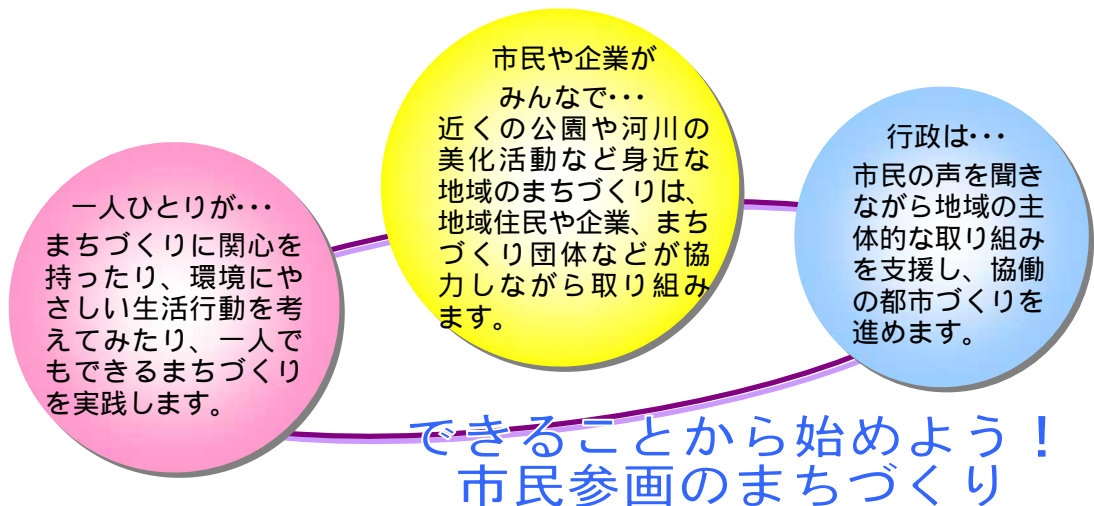 一人ひとりが･･･
まちづくりに関心を
持ったり、環境にや
さしい生活行動を考
えてみたり、一人で
もできるまちづくり
を実践します。
市民や企業が
みんなで･･･
近くの公園や河川の
美化活動など身近な
地域のまちづくりは、
地域住民や企業、まち
づくり団体などが協
力しながら取り組み
ます。
行政は･･･
市民の声を聞き
ながら地域の主
体的な取り組み
を支援し、協働
の都市づくりを
進めます。
できることから始めよう！
市民参画のまちづくり